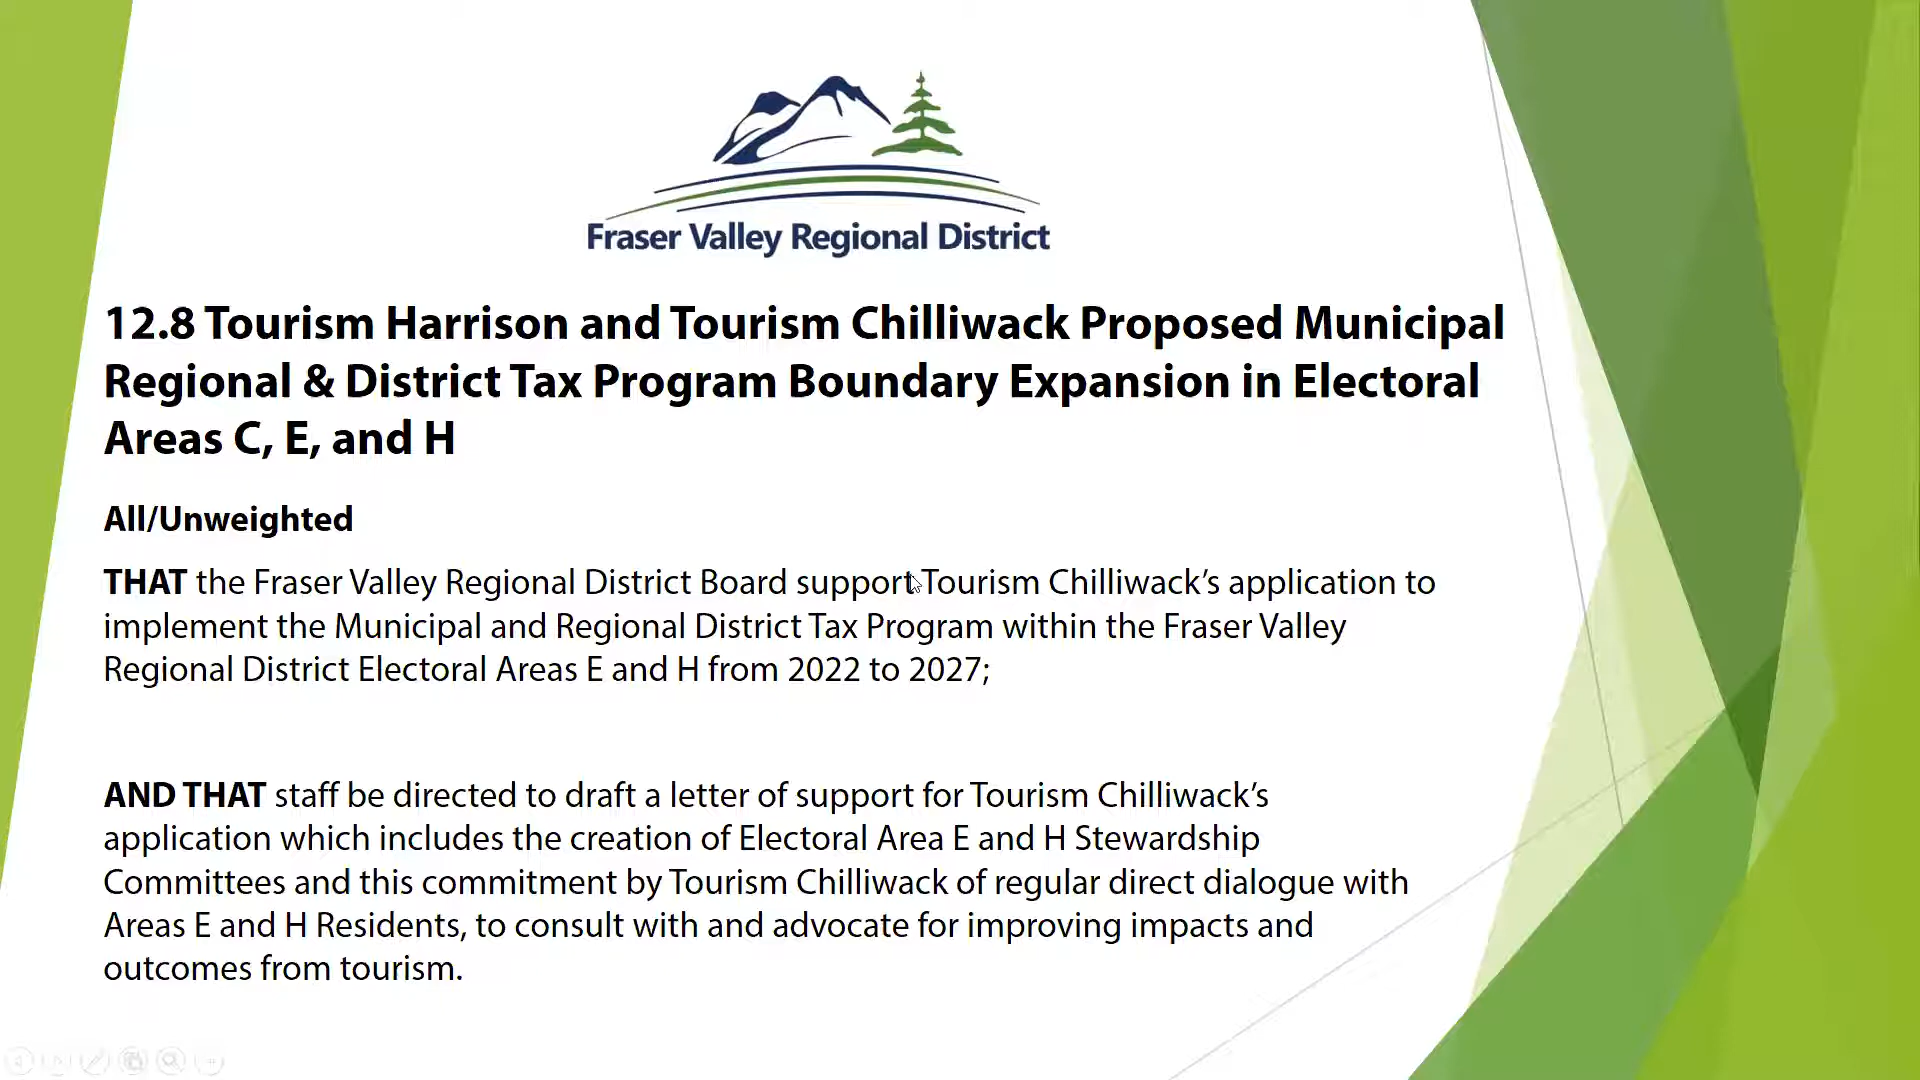 Fraser Valley Regional District
12.8 Tourism Harrison and Tourism Chilliwack Proposed Municipal
Regional & District Tax Program Boundary Expansion in Electoral
Areas C, E, and H
All/Unweighted
THAT the Fraser Valley Regional District Board support Tourism Chilliwack’s application to
implement the Municipal and Regional District Tax Program within the Fraser Valley
Regional District Electoral Areas E and H from 2022 to 2027;
AND THAT staff be directed to draft a letter of support for Tourism Chilliwack’s
application which includes the creation of Electoral Area E and H Stewardship
Committees and this commitment by Tourism Chilliwack of regular direct dialogue with
Areas E and H Residents, to consult with and advocate for improving impacts and
outcomes from tourism.